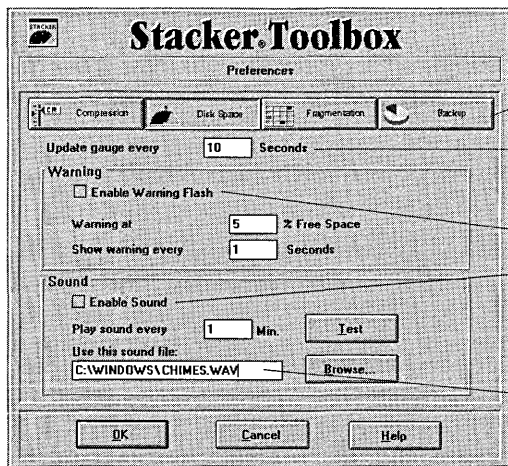 STACKER
Stacker® Toolbox
Preferences
Compression Disk Space Fragmentation Backup
Update gauge every 10 Seconds
Warning
Enable Warning Flash
Warning at 5 % Free Space
Show warning every 1 Seconds
Sound
Enable Sound
Play sound every 1 Min. Test
Use this sound file:
C:\WINDOWS\CHIMES.WAV Browse...
OK Cancel Help